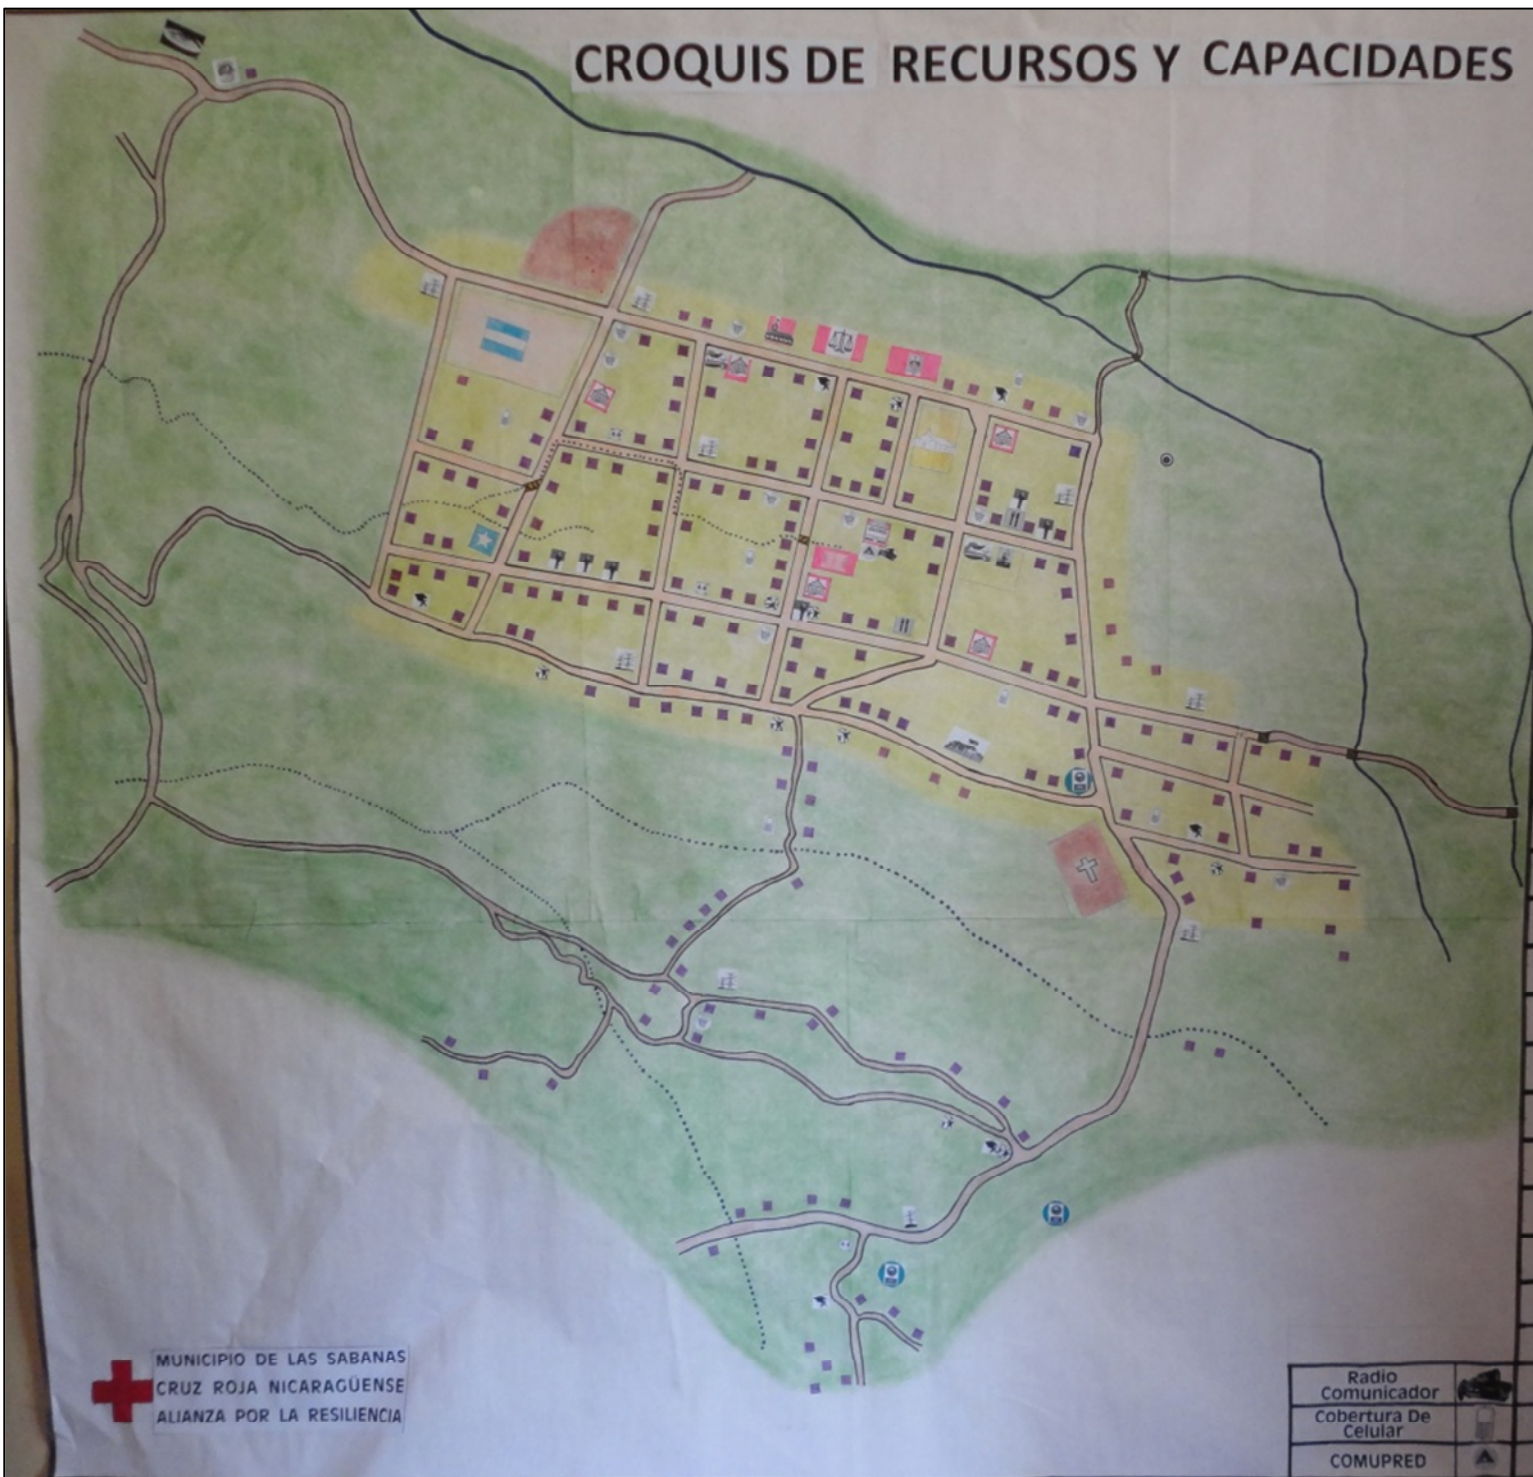 CROQUIS DE RECURSOS Y CAPACIDADES
MUNICIPIO DE LAS SABANAS
CRUZ ROJA NICARAGÜENSE
ALIANZA POR LA RESILIENCIA
Radio
Comunicador
Cobertura De
Celular
COMUPRED